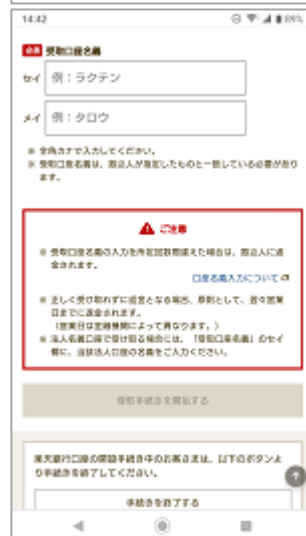 14:42
89%
必須 受取口座名義
セイ 例：ラクテン
メイ 例：タロウ
※ 全角カナで入力してください。
※ 受取口座名義は、振込人が指定したものと一致している必要があり
ます。
ご注意
※ 受取口座名義の入力を所定回数間違えた場合は、振込人に返
金されます。
口座名義入力について
※ 正しく受け取れずに返金となる場合、原則として、翌々営業
日までに返金されます。
（営業日は金融機関によって異なります。）
※ 法人名義口座で受け取る場合には、「受取口座名義」のセイ
欄に、当該法人口座の名義をご入力ください。
受取手続きを開始する
楽天銀行口座の開設手続き中のお客さまは、以下のボタンよ
り手続きを終了してください。
手続きを終了する